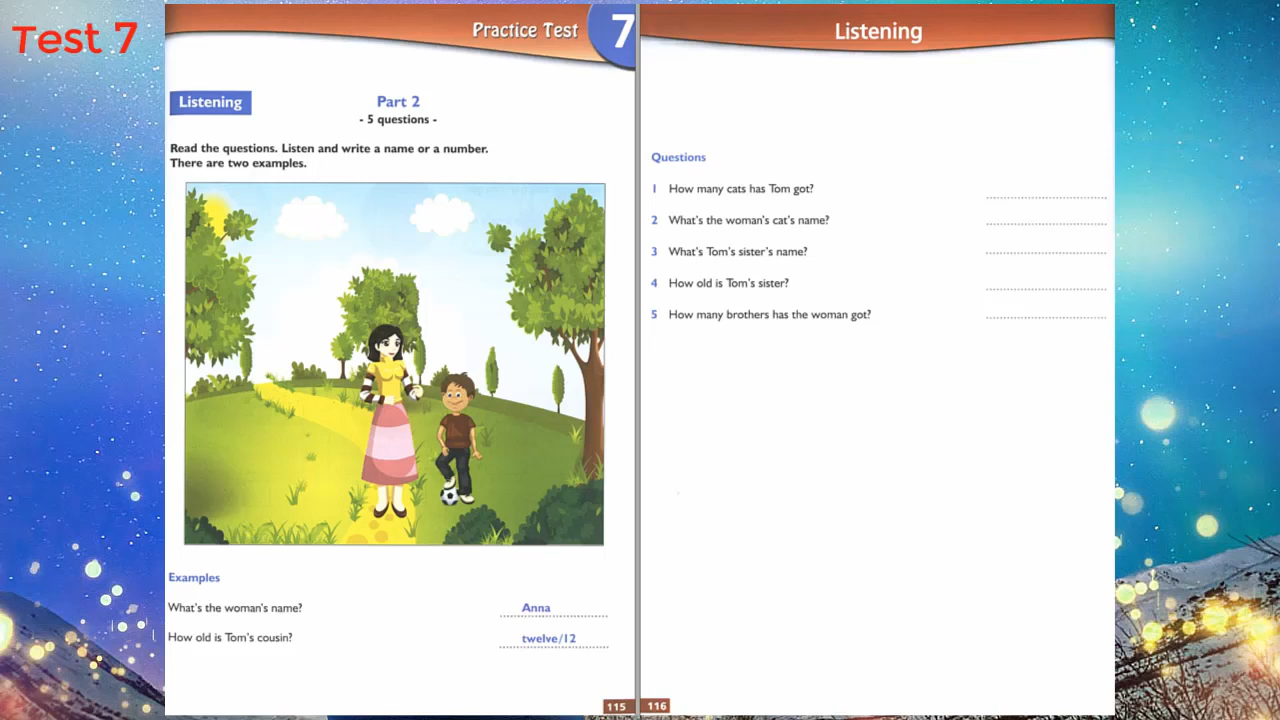 Test 7
Practice Test 7
Listening Part 2
- 5 questions -
Read the questions. Listen and write a name or a number.
There are two examples.
Examples
What's the woman's name? Anna
How old is Tom's cousin? twelve/12
115
Listening
Questions
1 How many cats has Tom got?
2 What's the woman's cat's name?
3 What's Tom's sister's name?
4 How old is Tom's sister?
5 How many brothers has the woman got?
116